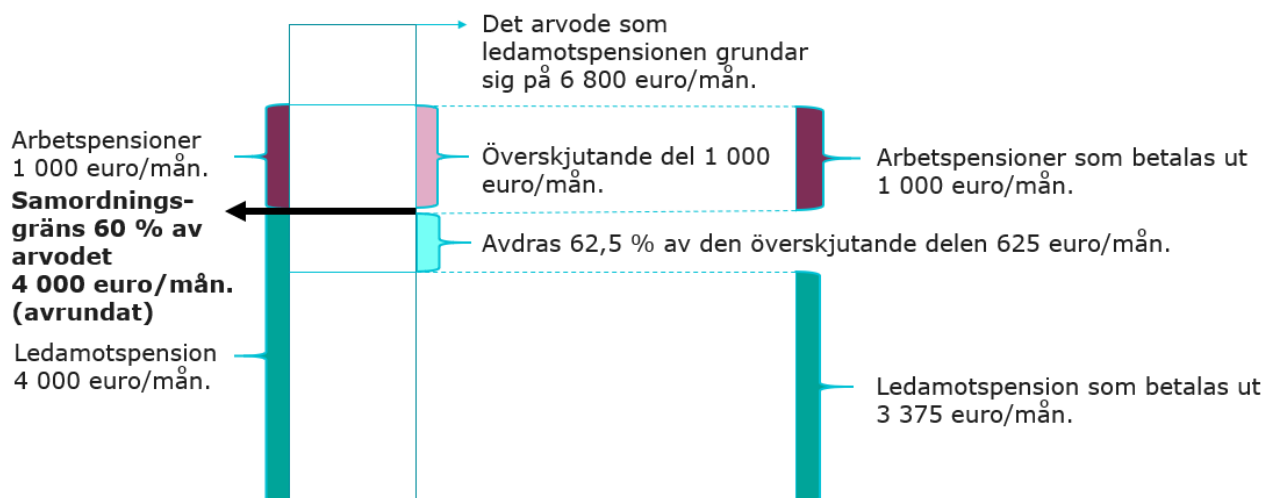 Det arvode som
ledamotspensionen grundar
sig på 6 800 euro/mån.
Arbetspensioner
1 000 euro/mån.
Överskjutande del 1 000
euro/mån.
Arbetspensioner som betalas ut
1 000 euro/mån.
Samordnings-
gräns 60 % av
arvodet
4 000 euro/mån.
(avrundat)
Avdras 62,5 % av den överskjutande delen 625 euro/mån.
Ledamotspension
4 000 euro/mån.
Ledamotspension som betalas ut
3 375 euro/mån.